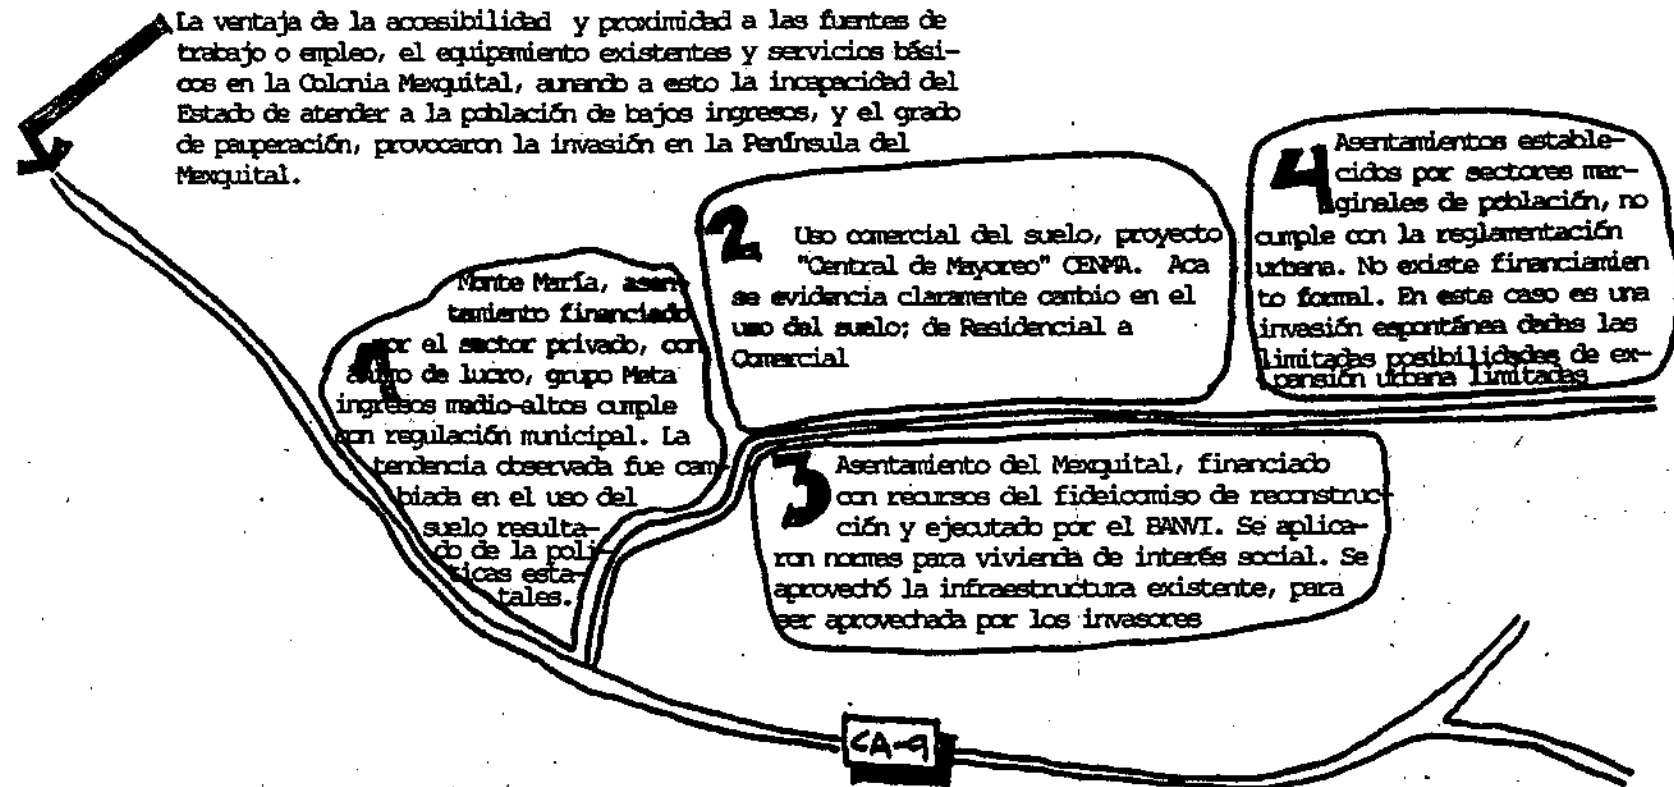 La ventaja de la accesibilidad y proximidad a las fuentes de
trabajo o empleo, el equipamiento existentes y servicios bási-
cos en la Colonia Mexquital, aunando a esto la incapacidad del
Estado de atender a la población de bajos ingresos, y el grado
de pauperación, provocaron la invasión en la Península del
Mexquital.
1
Monte María, asen-
tamiento financiado
por el sector privado, con
de lucro, grupo Meta
ingresos medio-altos cumple
con regulación municipal. La
tendencia observada fue cam-
biada en el uso del
suelo resulta-
do de la polí-
ticas esta-
tales.
2
Uso comercial del suelo, proyecto
"Central de Mayoreo" CENMA. Aca
se evidencia claramente cambio en el
uso del suelo; de Residencial a
Comercial
3
Asentamiento del Mexquital, financiado
con recursos del fideicomiso de reconstruc-
ción y ejecutado por el BANVI. Se aplica-
ron normas para vivienda de interés social. Se
aprovechó la infraestructura existente, para
ser aprovechada por los invasores
4
Asentamientos estable-
cidos por sectores mar-
ginales de población, no
cumple con la reglamentación
urbana. No existe financiamien
to formal. En este caso es una
invasión espontánea dadas las
limitadas posibilidades de ex-
pansión urbana limitadas
CA-9